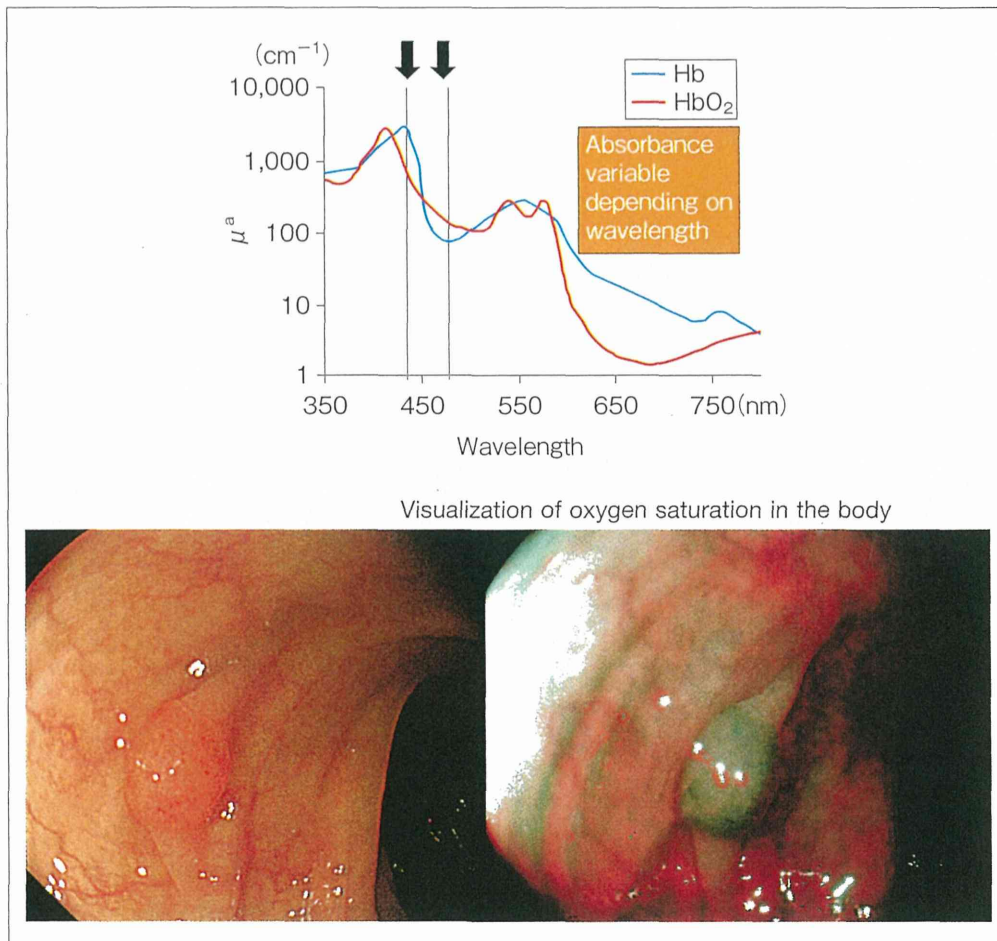 (cm⁻¹)
10,000
1,000
100
10
1
μᵃ
350 450 550 650 750(nm)
Wavelength
Hb
HbO₂
Absorbance
variable
depending on
wavelength
Visualization of oxygen saturation in the body